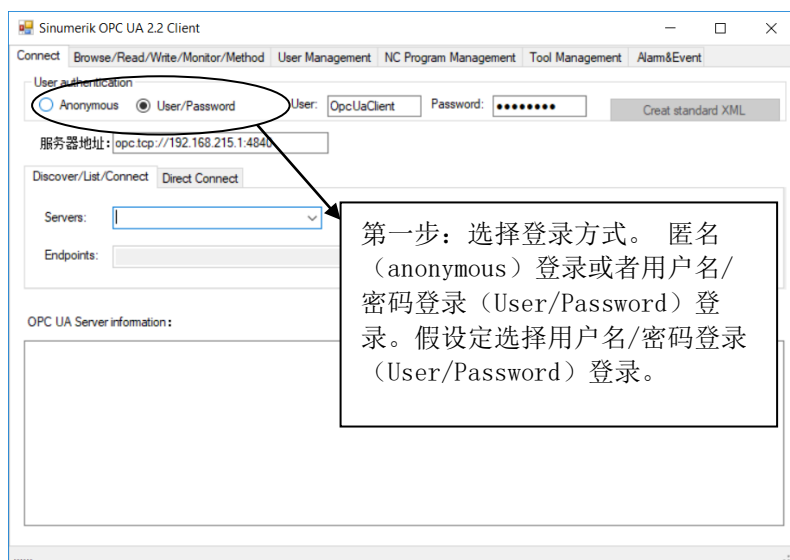 Sinumerik OPC UA 2.2 Client
Connect Browse/Read/Write/Monitor/Method User Management NC Program Management Tool Management Alarm&Event
User authentication
Anonymous User/Password User: OpcUaClient Password: ●●●●●●●● Creat standard XML
服务器地址: opc.tcp://192.168.215.1:4840
Discover/List/Connect Direct Connect
Servers:
Endpoints:
第一步：选择登录方式。 匿名
（anonymous）登录或者用户名/
密码登录（User/Password）登
录。假设定选择用户名/密码登录
（User/Password）登录。
OPC UA Server information: